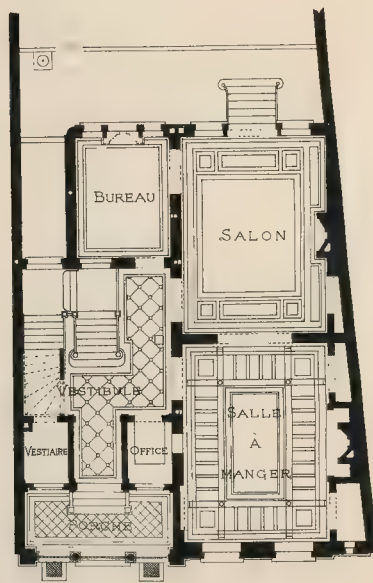 BUREAU
SALON
VESTIBULE
SALLE
À
MANGER
VESTIAIRE
OFFICE
PORCHE